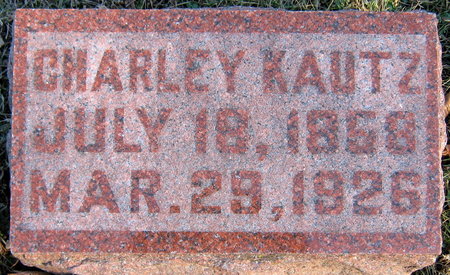 CHARLEY KAUTZ
JULY 18, 1858
MAR. 29, 1926